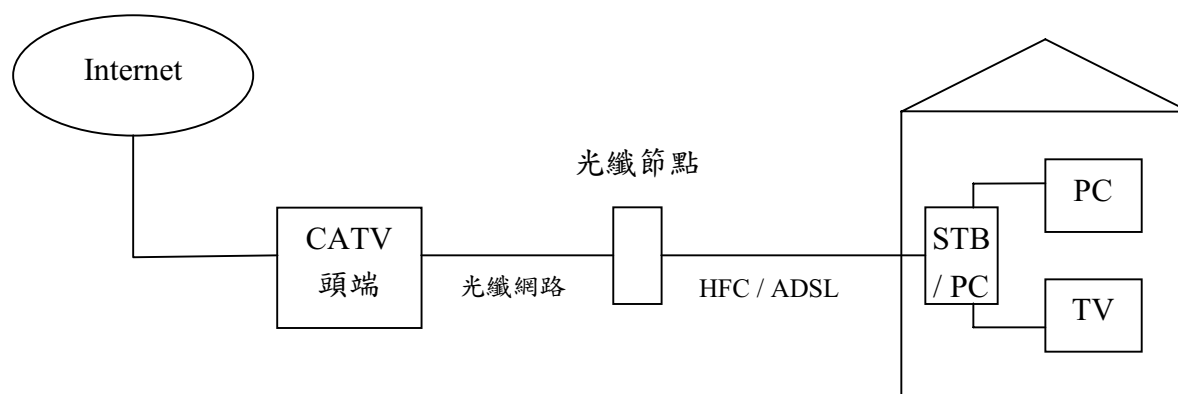 Internet
光纖節點
CATV
頭端
光纖網路
HFC / ADSL
STB
/ PC
PC
TV